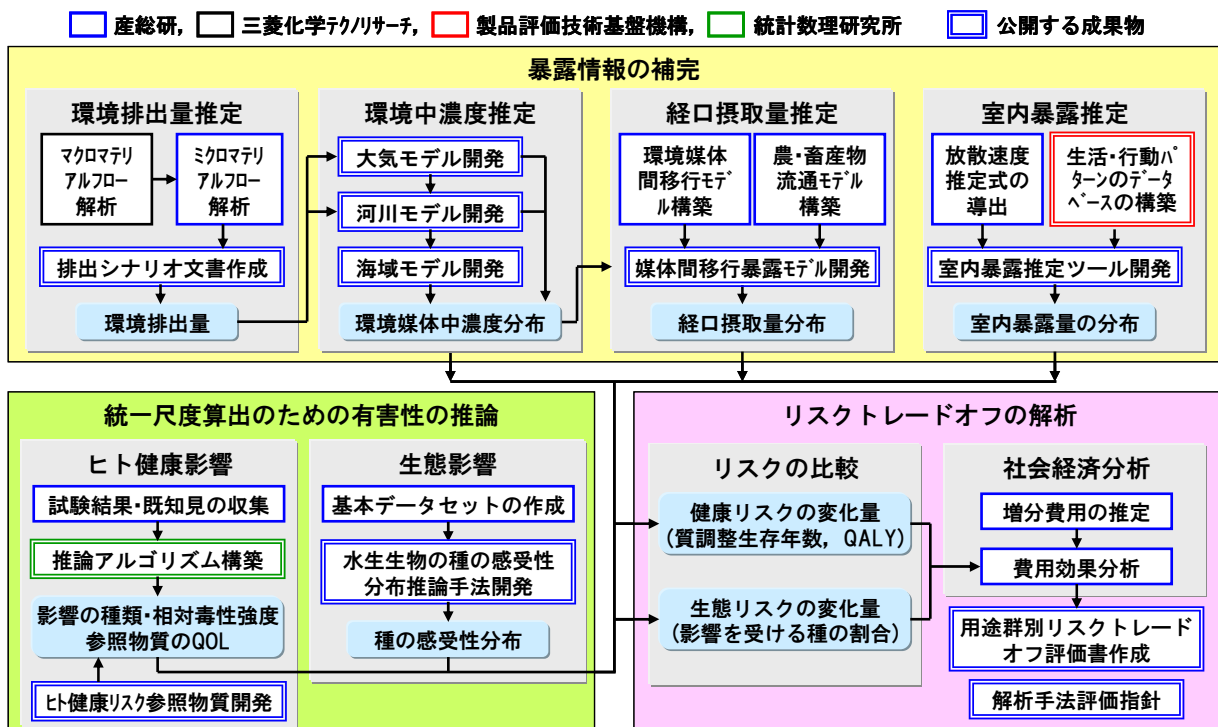 産総研, 三菱化学テクノリサーチ, 製品評価技術基盤機構, 統計数理研究所 公開する成果物
暴露情報の補完
環境排出量推定
マクロマテリ
アルフロー
解析
ミクロマテリ
アルフロー
解析
排出シナリオ文書作成
環境排出量
環境中濃度推定
大気モデル開発
河川モデル開発
海域モデル開発
環境媒体中濃度分布
経口摂取量推定
環境媒体
間移行モデ
ル構築
農・畜産物
流通モデル
構築
媒体間移行暴露モデル開発
経口摂取量分布
室内暴露推定
放散速度
推定式の
導出
生活・行動パ
ターンのデータ
ベースの構築
室内暴露推定ツール開発
室内暴露量の分布
統一尺度算出のための有害性の推論
ヒト健康影響
試験結果・既知見の収集
推論アルゴリズム構築
影響の種類・相対毒性強度
参照物質のQOL
ヒト健康リスク参照物質開発
生態影響
基本データセットの作成
水生生物の種の感受性
分布推論手法開発
種の感受性分布
リスクトレードオフの解析
リスクの比較
健康リスクの変化量
(質調整生存年数, QALY)
生態リスクの変化量
(影響を受ける種の割合)
社会経済分析
増分費用の推定
費用効果分析
用途群別リスクトレード
オフ評価書作成
解析手法評価指針